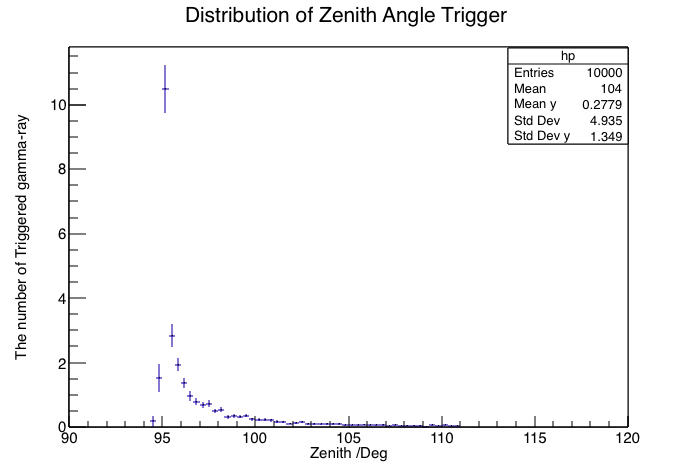 Distribution of Zenith Angle Trigger
hp
Entries 10000
Mean 104
Mean y 0.2779
Std Dev 4.935
Std Dev y 1.349
The number of Triggered gamma-ray
10
8
6
4
2
0
90 95 100 105 110 115 120
Zenith /Deg